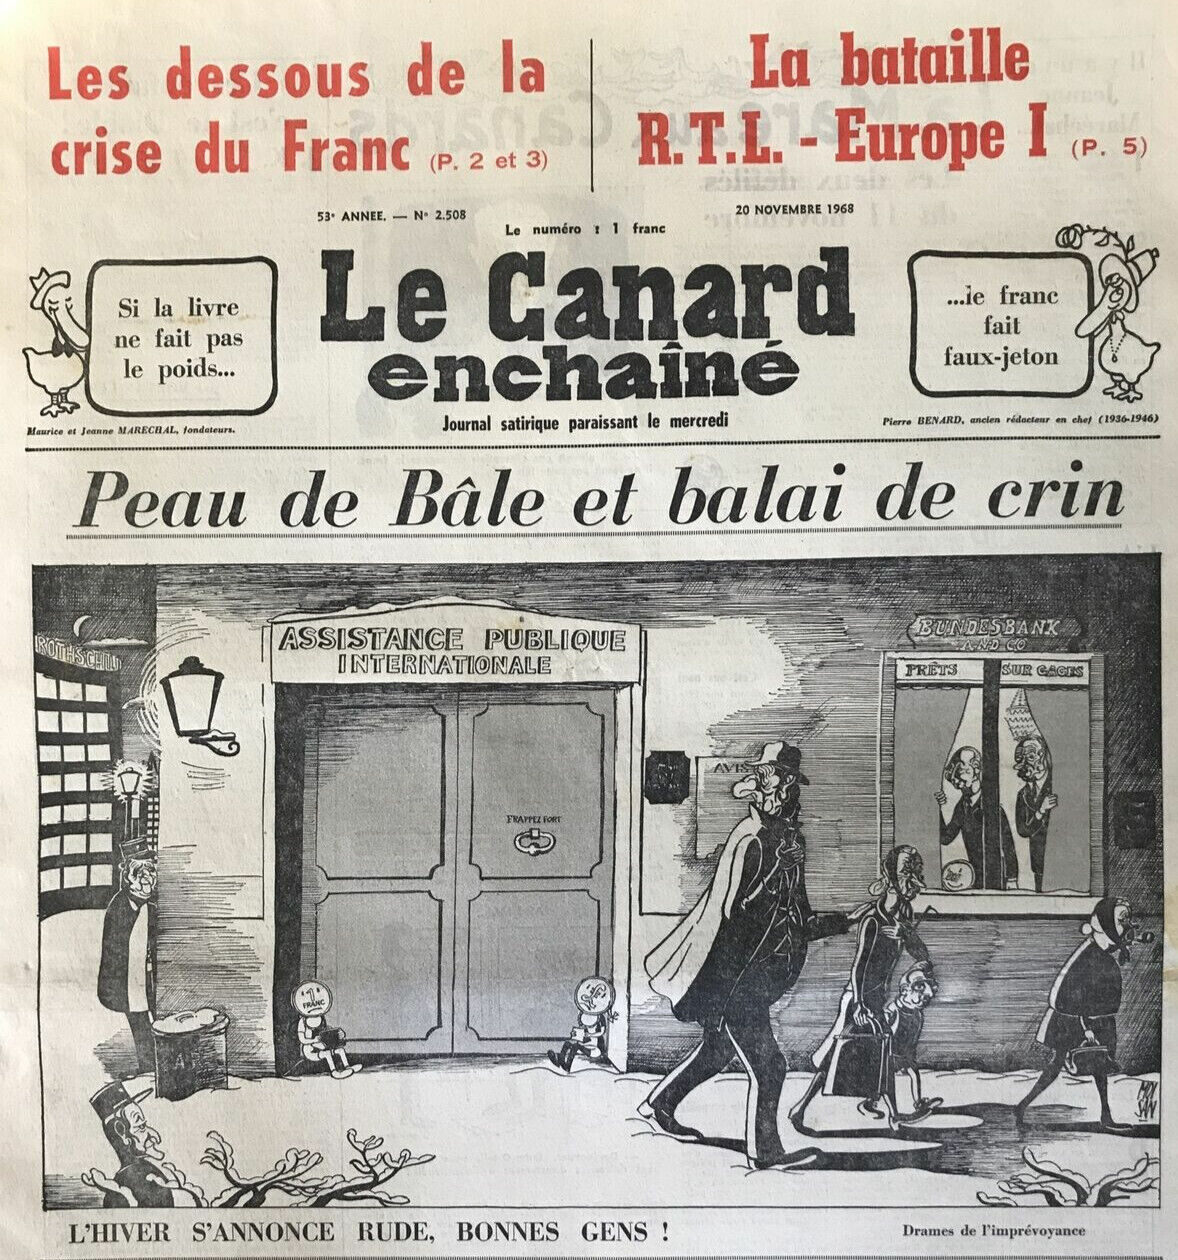 Les dessous de la
crise du Franc (P. 2 et 3)
La bataille
R.T.L. - Europe I (P. 5)
53e ANNEE. — No 2.508
20 NOVEMBRE 1968
Le numéro : 1 franc
Si la livre
ne fait pas
le poids...
Le Canard
enchaîné
...le franc
fait
faux-jeton
Maurice et Jeanne MARECHAL, fondateurs.
Journal satirique paraissant le mercredi
Pierre BENARD, ancien rédacteur en chef (1936-1946)
Peau de Bâle et balai de crin
ROTHSCHILD
ASSISTANCE PUBLIQUE
INTERNATIONALE
BUNDESBANK
AND CO
PRÊTS SUR GAGES
AVIS
FRAPPEZ FORT
1
FRANC
MOISAN
L'HIVER S'ANNONCE RUDE, BONNES GENS !
Drames de l'imprévoyance